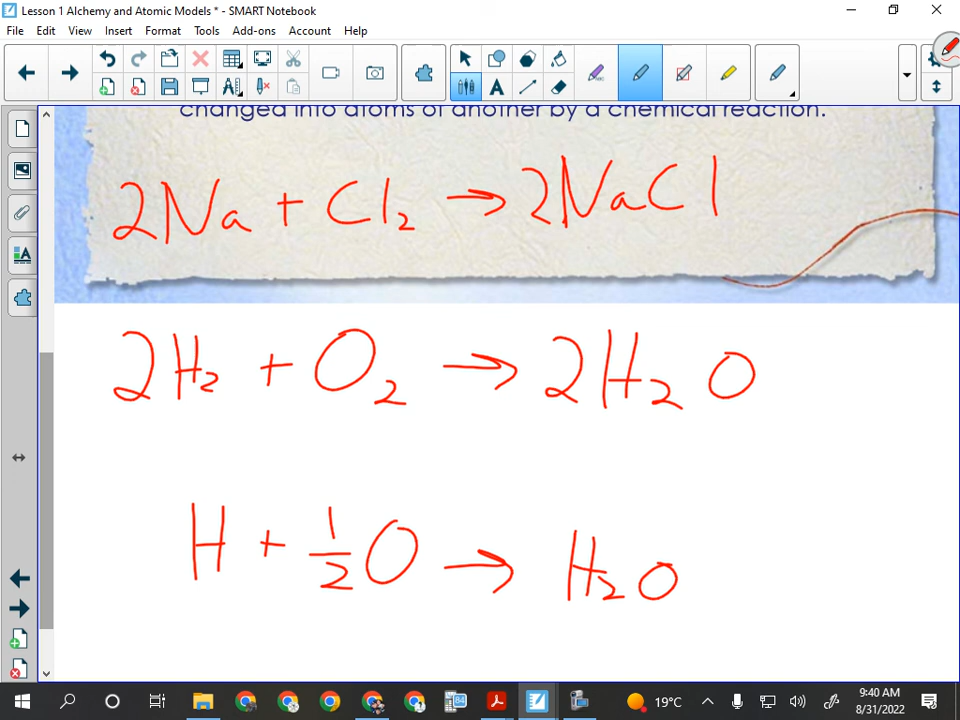 Lesson 1 Alchemy and Atomic Models * - SMART Notebook
File Edit View Insert Format Tools Add-ons Account Help
changed into atoms of another by a chemical reaction.
2Na + Cl₂ → 2NaCl
2H₂ + O₂ → 2H₂O
H + ½ O → H₂O
19°C
9:40 AM
8/31/2022